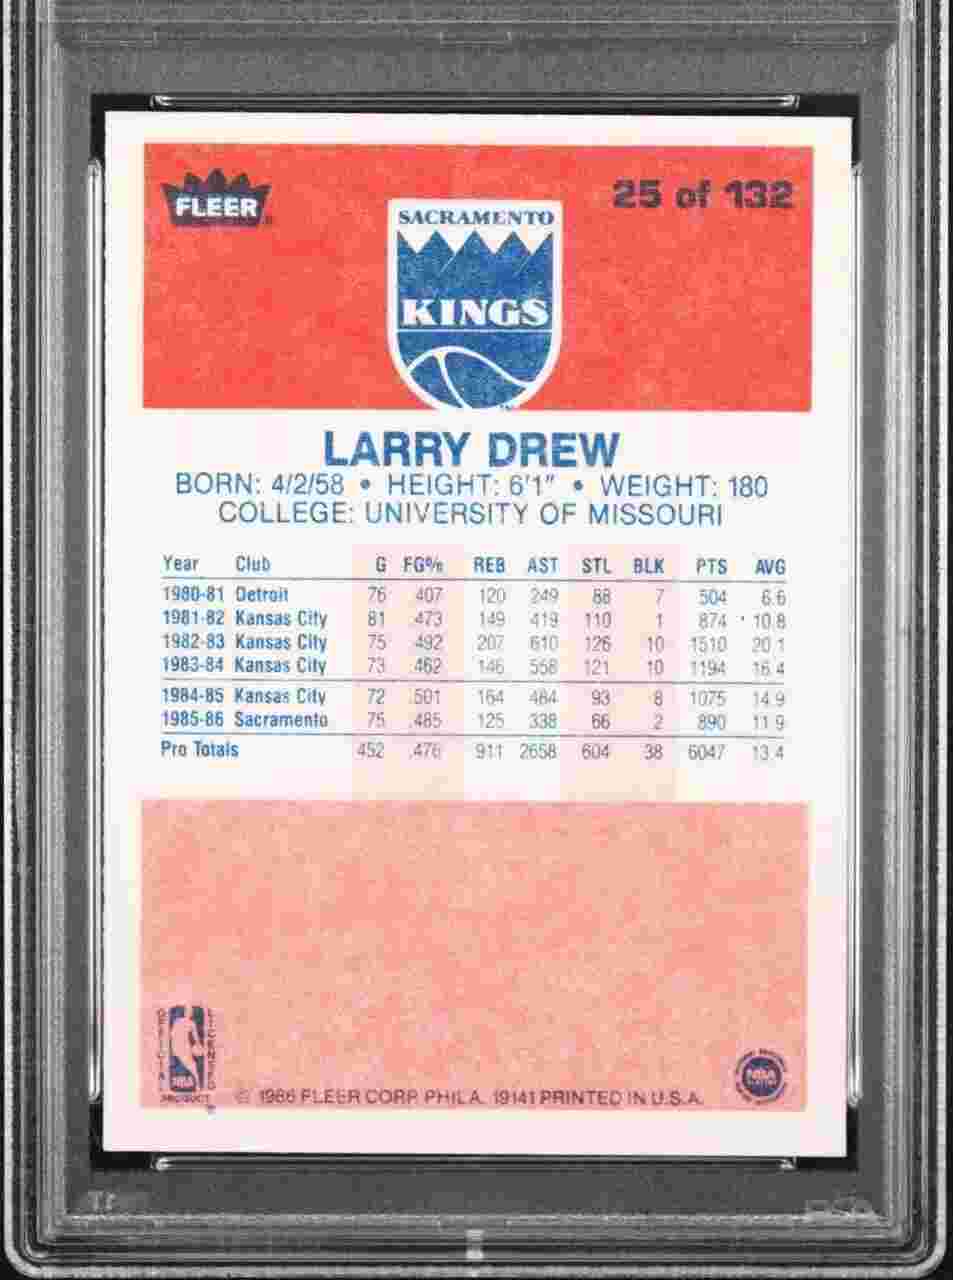 FLEER
25 of 132
SACRAMENTO
KINGS
LARRY DREW
BORN: 4/2/58 • HEIGHT: 6'1" • WEIGHT: 180
COLLEGE: UNIVERSITY OF MISSOURI
Year Club G FG% REB AST STL BLK PTS AVG
1980-81 Detroit 76 .407 120 249 88 7 504 6.6
1981-82 Kansas City 81 .473 149 419 110 1 874 10.8
1982-83 Kansas City 75 .492 207 610 126 10 1510 20.1
1983-84 Kansas City 73 .462 146 558 121 10 1194 16.4
1984-85 Kansas City 72 .501 164 484 93 8 1075 14.9
1985-86 Sacramento 75 .485 125 338 66 2 890 11.9
Pro Totals 452 .476 911 2658 604 38 6047 13.4
NBA
PRODUCT
© 1986 FLEER CORP. PHILA. 19141 PRINTED IN U.S.A.
NBA
PSA